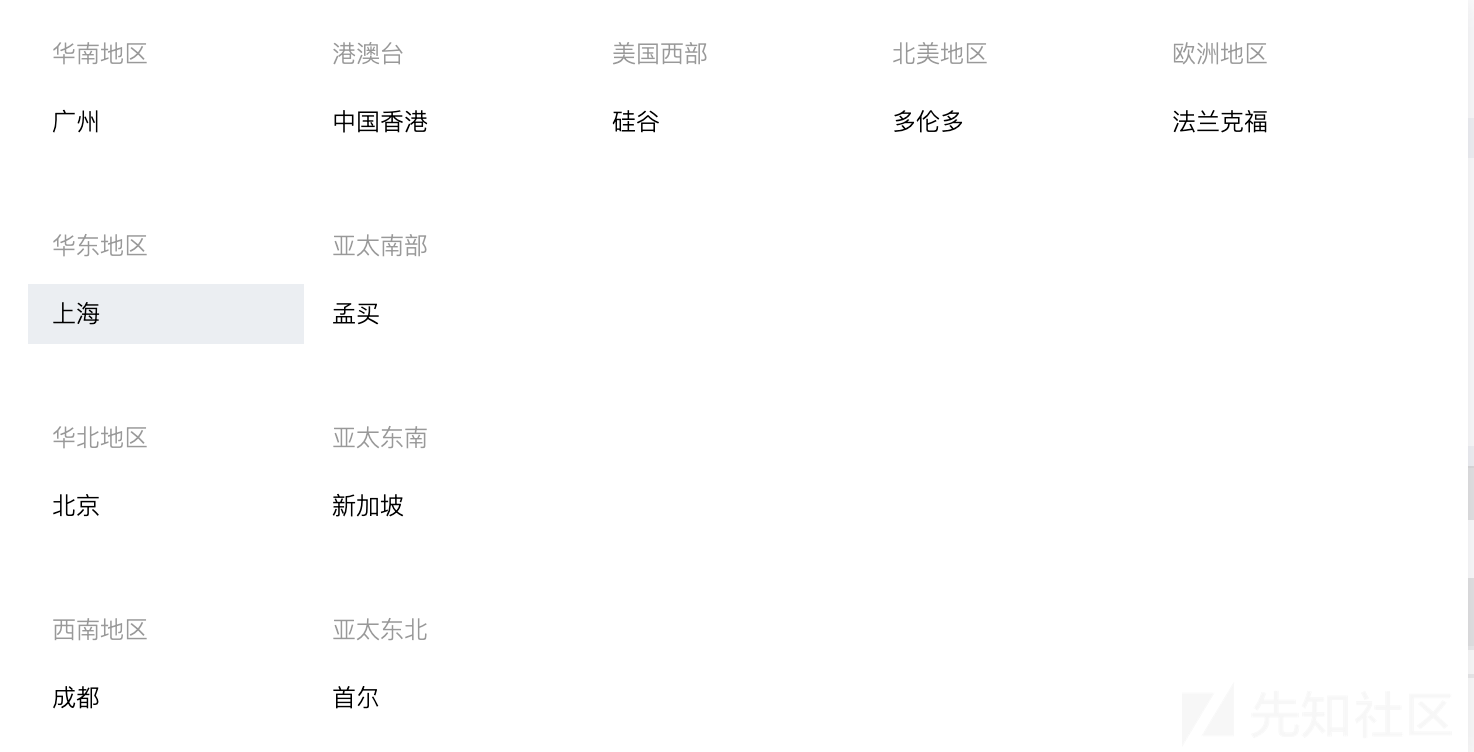 华南地区 港澳台 美国西部 北美地区 欧洲地区
广州 中国香港 硅谷 多伦多 法兰克福
华东地区 亚太南部
上海 孟买
华北地区 亚太东南
北京 新加坡
西南地区 亚太东北
成都 首尔
先知社区